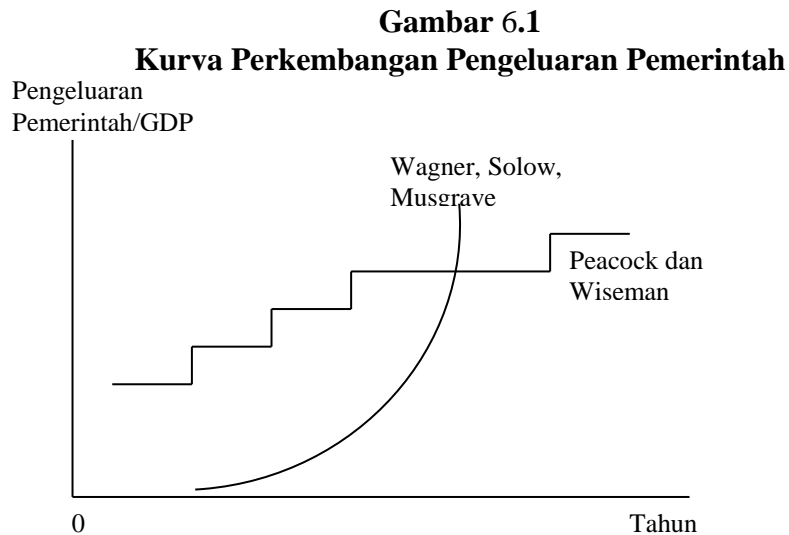 Gambar 6.1
Kurva Perkembangan Pengeluaran Pemerintah
Pengeluaran
Pemerintah/GDP
Wagner, Solow,
Musgrave
Peacock dan
Wiseman
0
Tahun